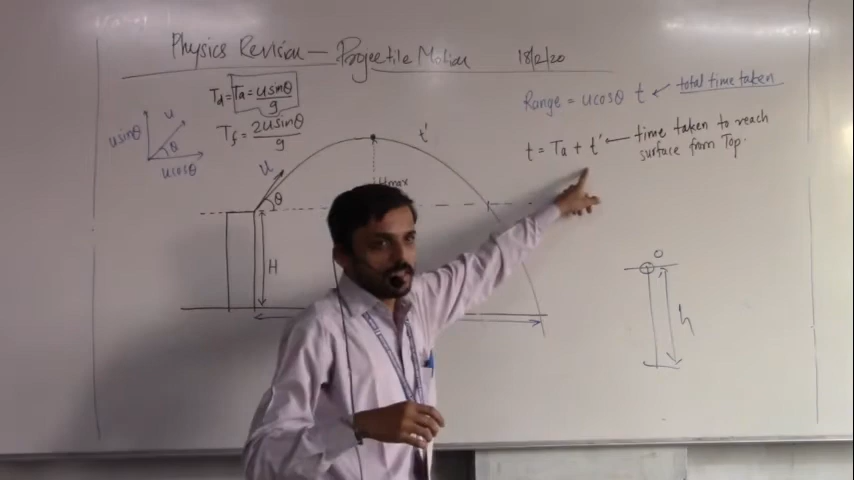 Physics Revision — Projectile Motion 18/2/20
Td = Ta = usinθ/g
Tf = 2usinθ/g
usinθ
u
θ
ucosθ
u
θ
t'
Hmax
H
Range = ucosθ t ← total time taken
t = Ta + t' ← time taken to reach
surface from Top.
h